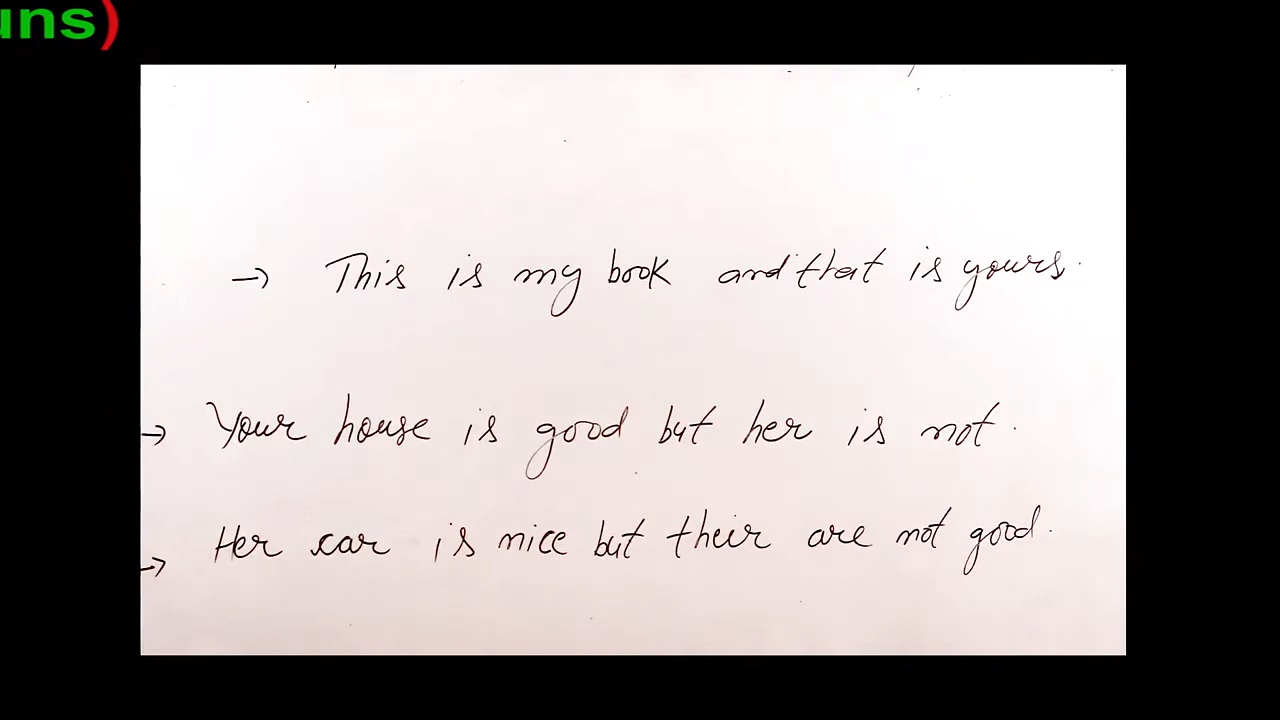 uns)
→ This is my book and that is yours.
→ Your house is good but her is not.
→ Her car is nice but their are not good.